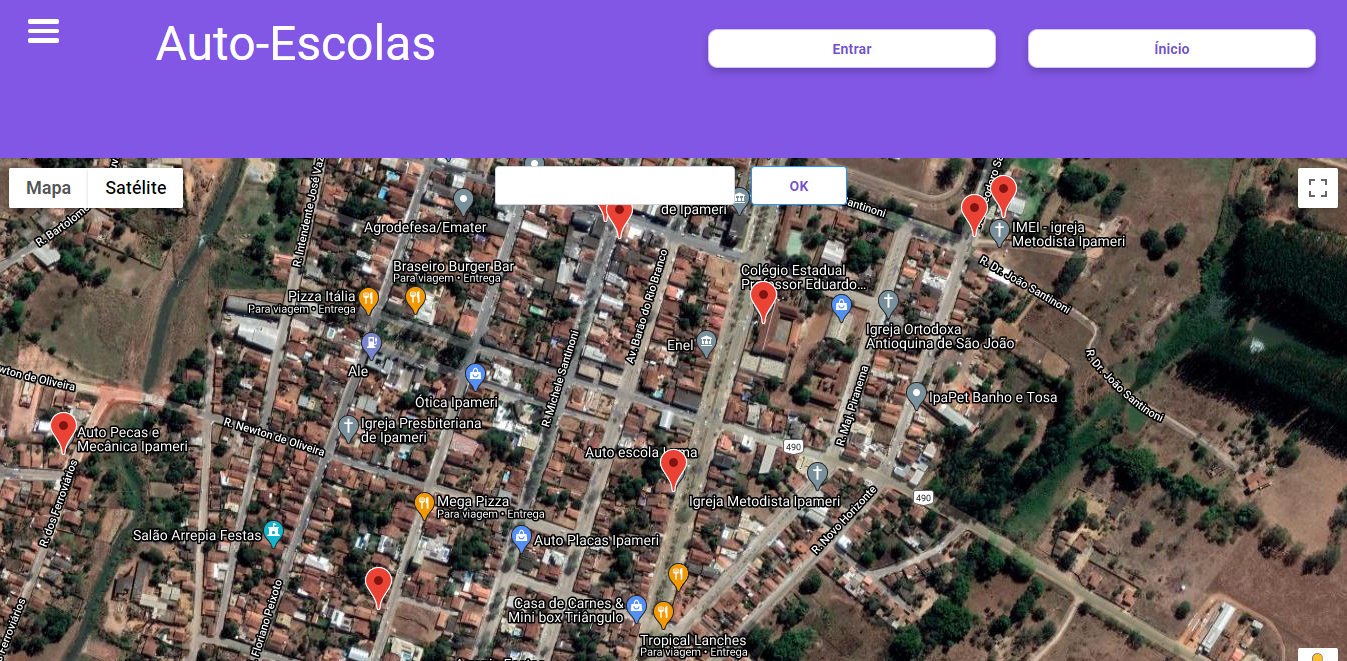 Auto-Escolas
Entrar
Ínicio
Mapa
Satélite
OK
R. Bartolome
R. Intendente José Vaz
Agrodefesa/Emater
de Ipameri
Santinoni
IMEI - igreja
Metodista Ipameri
R. Dr. João Santinoni
Braseiro Burger Bar
Para viagem • Entrega
Pizza Itália
Para viagem • Entrega
Av. Barão do Rio Branco
Colégio Estadual
Professor Eduardo...
Enel
Igreja Ortodoxa
Antioquina de São João
R. Dr. João Santinoni
Ale
R. Michele Santinoni
Ótica Ipameri
R. Mal. Piranema
IpaPet Banho e Tosa
wton de Oliveira
Auto Pecas e
Mecânica Ipameri
R. Newton de Oliveira
Igreja Presbiteriana
de Ipameri
490
Auto escola
490
R. dos Ferroviários
Mega Pizza
Para viagem • Entrega
Igreja Metodista Ipameri
R. Novo Horizonte
Salão Arrepia Festas
Auto Placas Ipameri
Casa de Carnes &
Mini box Triângulo
Tropical Lanches
Para viagem • Entrega
Floriano Peixoto
Ferroviários